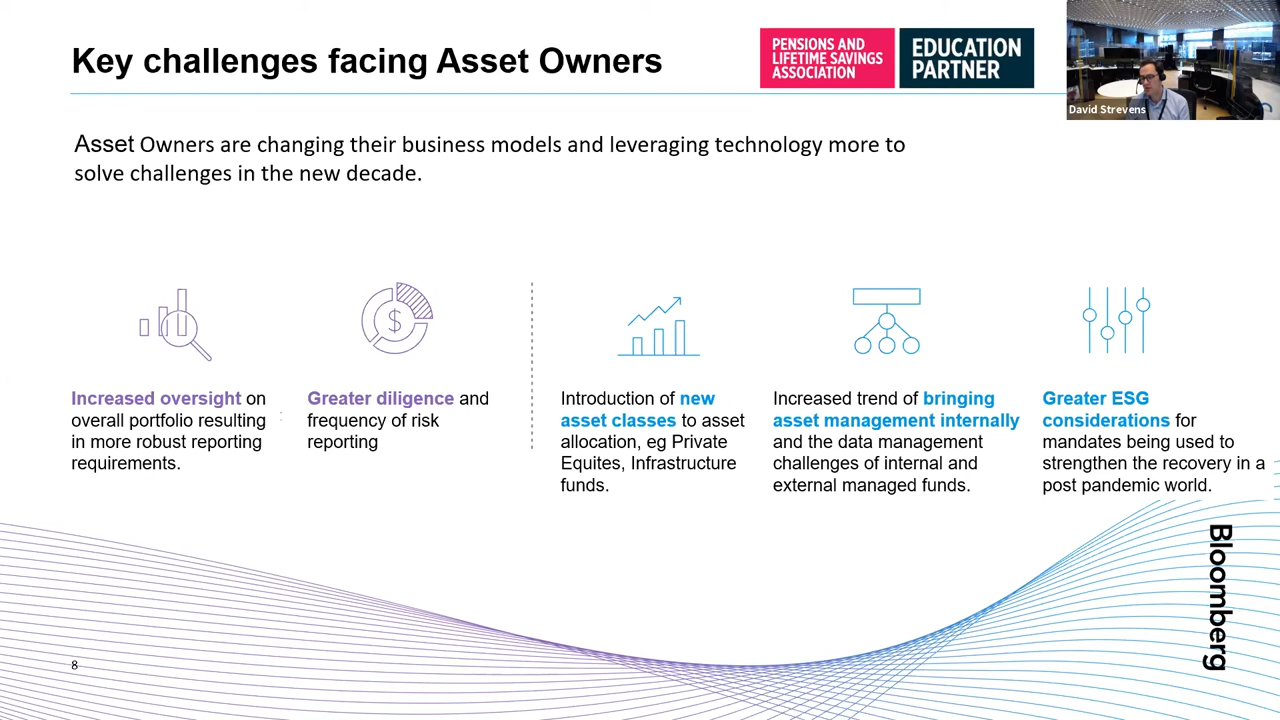 Key challenges facing Asset Owners
PENSIONS AND
LIFETIME SAVINGS
ASSOCIATION
EDUCATION
PARTNER
David Strevens
Asset Owners are changing their business models and leveraging technology more to
solve challenges in the new decade.
$
Increased oversight on
overall portfolio resulting
in more robust reporting
requirements.
Greater diligence and
frequency of risk
reporting
Introduction of new
asset classes to asset
allocation, eg Private
Equites, Infrastructure
funds.
Increased trend of bringing
asset management internally
and the data management
challenges of internal and
external managed funds.
Greater ESG
considerations for
mandates being used to
strengthen the recovery in a
post pandemic world.
Bloomberg
8